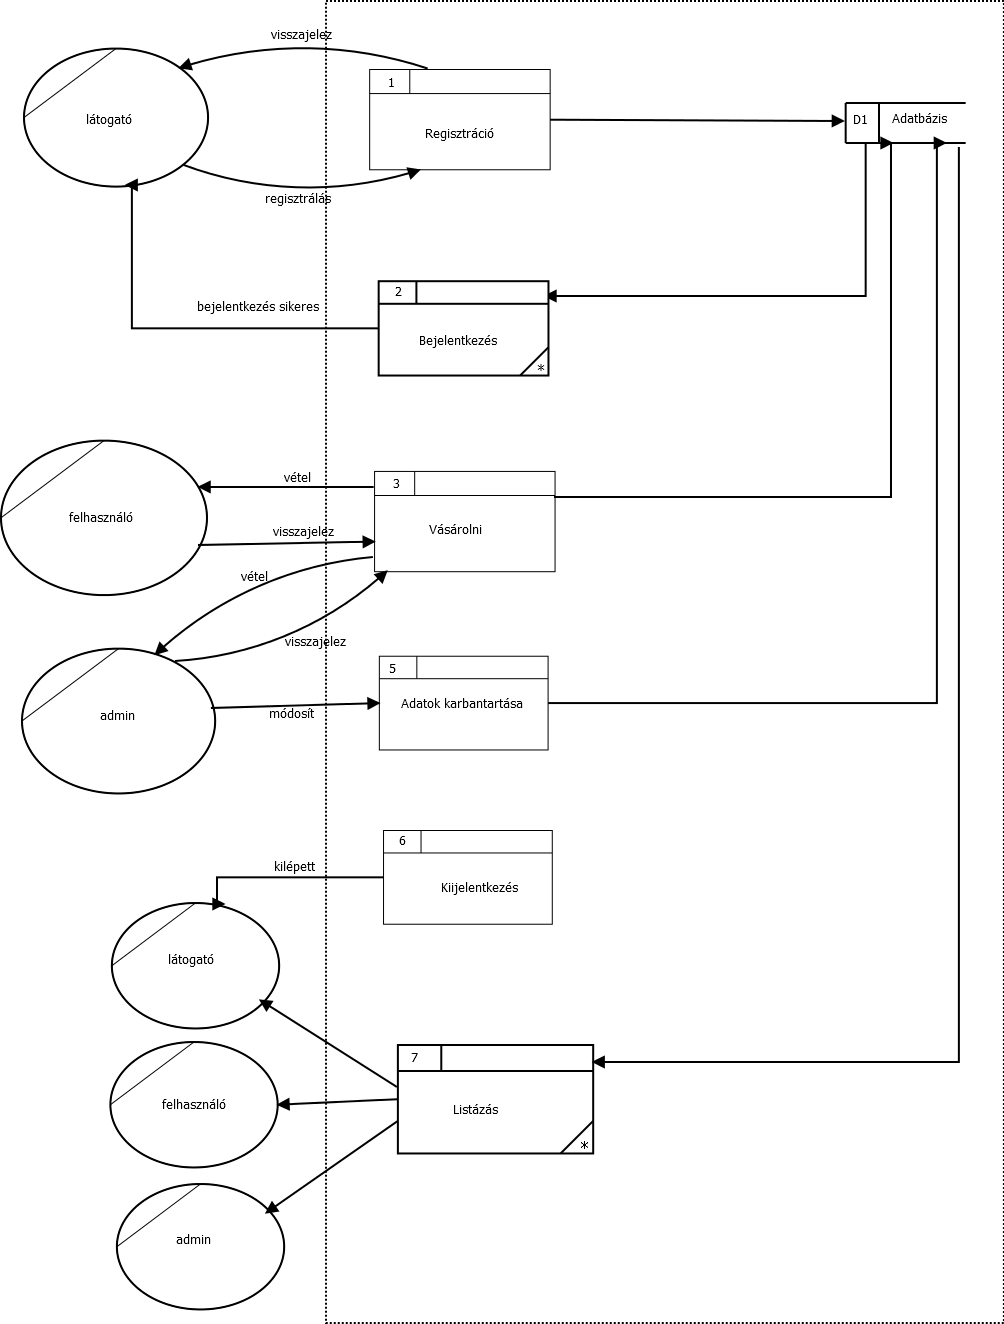 visszajelez
1
D1
Adatbázis
látogató
Regisztráció
regisztrálás
2
bejelentkezés sikeres
Bejelentkezés
*
vétel
3
felhasználó
visszajelez
Vásárolni
vétel
visszajelez
5
admin
módosít
Adatok karbantartása
6
kilépett
Kiijelentkezés
látogató
7
felhasználó
Listázás
*
admin